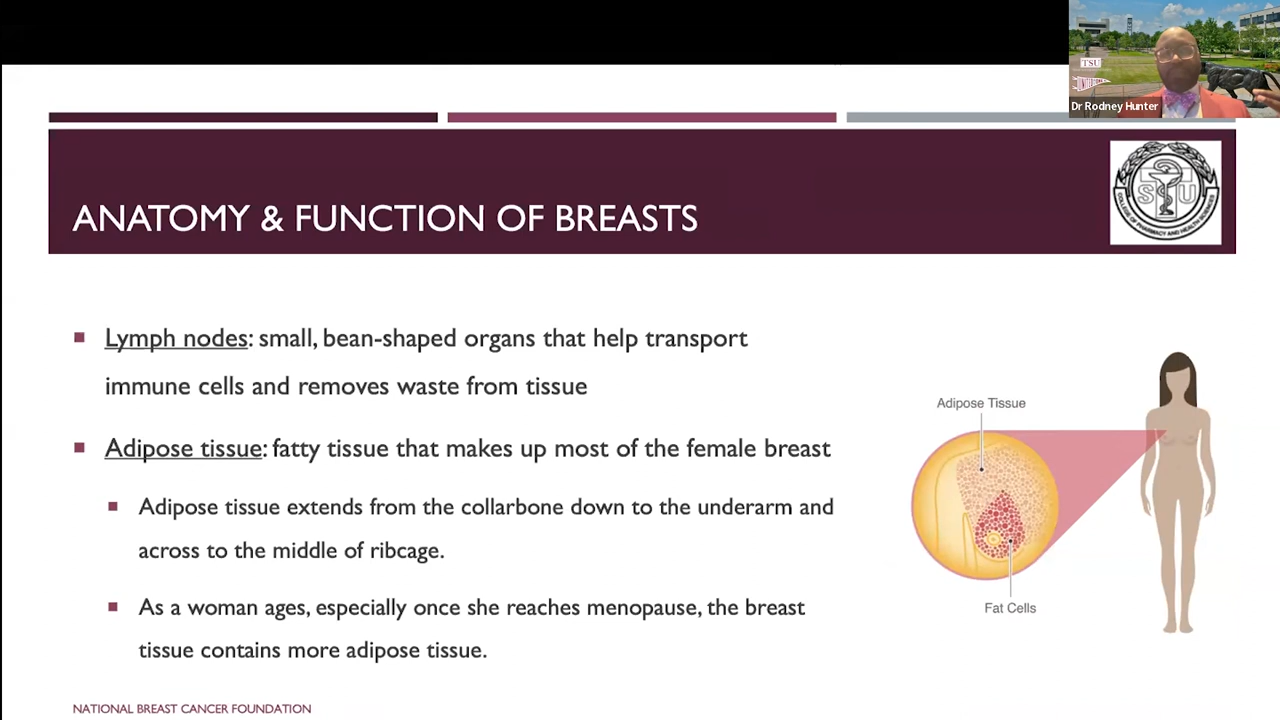 TSU
Dr Rodney Hunter
ANATOMY & FUNCTION OF BREASTS
Lymph nodes: small, bean-shaped organs that help transport
immune cells and removes waste from tissue
Adipose tissue: fatty tissue that makes up most of the female breast
Adipose tissue extends from the collarbone down to the underarm and
across to the middle of ribcage.
As a woman ages, especially once she reaches menopause, the breast
tissue contains more adipose tissue.
Adipose Tissue
Fat Cells
NATIONAL BREAST CANCER FOUNDATION